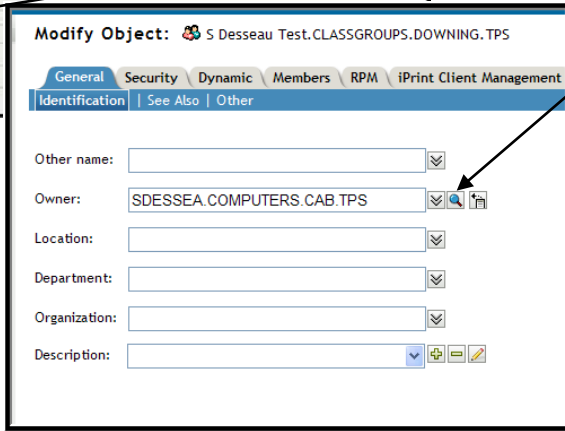 Modify Object: S Desseau Test.CLASSGROUPS.DOWNING.TPS
General Security Dynamic Members RPM iPrint Client Management
Identification | See Also | Other
Other name:
Owner: SDESSEA.COMPUTERS.CAB.TPS
Location:
Department:
Organization:
Description: